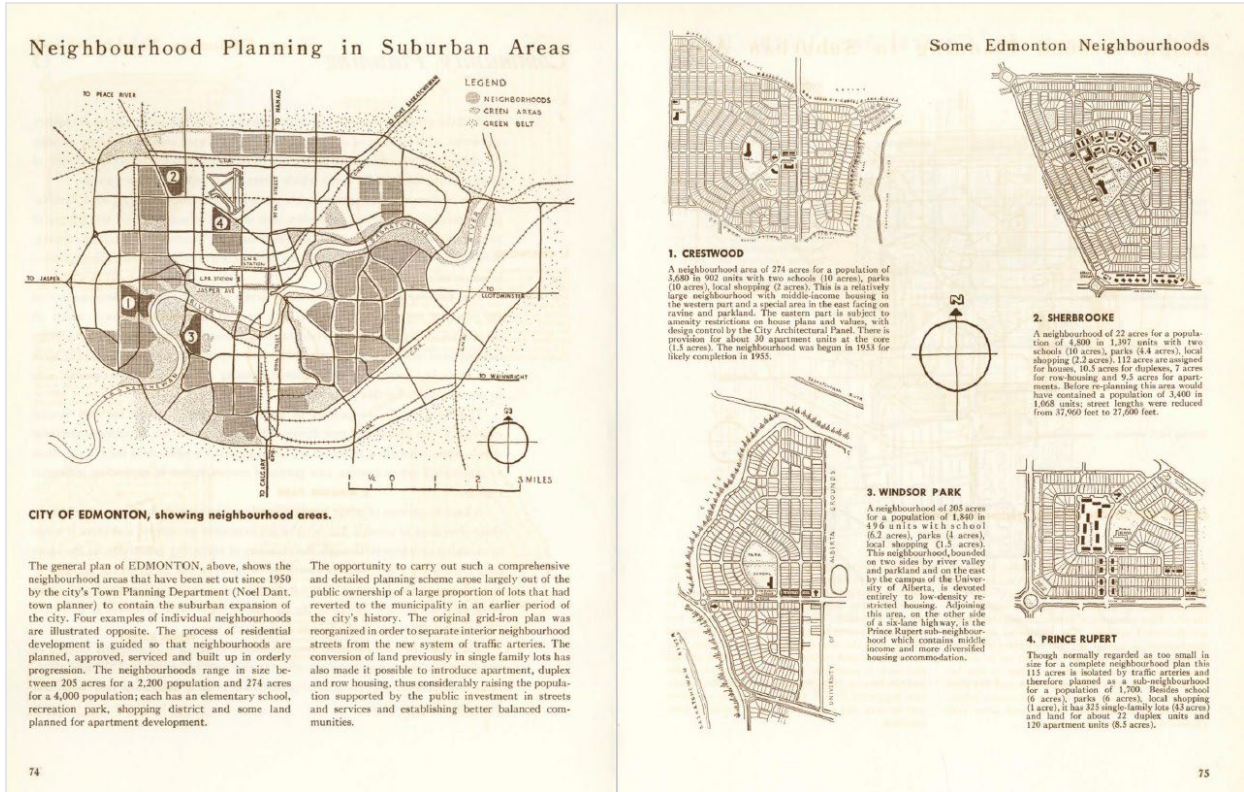 Neighbourhood Planning in Suburban Areas
LEGEND
NEIGHBORHOODS
GREEN AREAS
GREEN BELT
TO PEACE RIVER
TO NAMAO
TO FORT SASKATCHEWAN
2
4
1
3
C.N.R. STATION
C.P.R. STATION
JASPER AVE
RIVER
SASKATCHEWAN
RIVER
TO JASPER
TO LLOYDMINSTER
TO WAINWRIGHT
TO CALGARY
1 ½ 0 1 2 3 MILES
CITY OF EDMONTON, showing neighbourhood areas.
The general plan of EDMONTON, above, shows the
neighbourhood areas that have been set out since 1950
by the city's Town Planning Department (Noel Dant.
town planner) to contain the suburban expansion of
the city. Four examples of individual neighbourhoods
are illustrated opposite. The process of residential
development is guided so that neighbourhoods are
planned, approved, serviced and built up in orderly
progression. The neighbourhoods range in size be-
tween 205 acres for a 2,200 population and 274 acres
for a 4,000 population; each has an elementary school,
recreation park, shopping district and some land
planned for apartment development.
The opportunity to carry out such a comprehensive
and detailed planning scheme arose largely out of the
public ownership of a large proportion of lots that had
reverted to the municipality in an earlier period of
the city's history. The original grid-iron plan was
reorganized in order to separate interior neighbourhood
streets from the new system of traffic arteries. The
conversion of land previously in single family lots has
also made it possible to introduce apartment, duplex
and row housing, thus considerably raising the popula-
tion supported by the public investment in streets
and services and establishing better balanced com-
munities.
74
Some Edmonton Neighbourhoods
1. CRESTWOOD
A neighbourhood area of 274 acres for a population of
3,680 in 902 units with two schools (10 acres), parks
(10 acres), local shopping (2 acres). This is a relatively
large neighbourhood with middle-income housing in
the western part and a special area in the east facing on
ravine and parkland. The eastern part is subject to
amenity restrictions on house plans and values, with
design control by the City Architectural Panel. There is
provision for about 30 apartment units at the core
(1.5 acres). The neighbourhood was begun in 1953 for
likely completion in 1955.
N
2. SHERBROOKE
A neighbourhood of 22 acres for a popula-
tion of 4,800 in 1,397 units with two
schools (10 acres), parks (4.4 acres), local
shopping (2.2 acres). 112 acres are assigned
for houses, 10.5 acres for duplexes, 7 acres
for row-housing and 9.5 acres for apart-
ments. Before re-planning this area would
have contained a population of 3,400 in
1,068 units; street lengths were reduced
from 37,960 feet to 27,600 feet.
CLIFF
PARK
SCHOOL
UNIVERSITY OF ALBERTA GROUNDS
SASKATCHEWAN
3. WINDSOR PARK
A neighbourhood of 205 acres
for a population of 1,840 in
496 units with school
(6.2 acres), parks (4 acres),
local shopping (1.5 acres).
This neighbourhood, bounded
on two sides by river valley
and parkland and on the east
by the campus of the Univer-
sity of Alberta, is devoted
entirely to low-density re-
stricted housing. Adjoining
this area, on the other side
of a six-lane highway, is the
Prince Rupert sub-neighbour-
hood which contains middle
income and more diversified
housing accommodation.
4. PRINCE RUPERT
Though normally regarded as too small in
size for a complete neighbourhood plan this
115 acres is isolated by traffic arteries and
therefore planned as a sub-neighbourhood
for a population of 1,700. Besides school
(6 acres), parks (6 acres), local shopping
(1 acre), it has 325 single-family lots (43 acres)
and land for about 22 duplex units and
120 apartment units (8.5 acres).
75